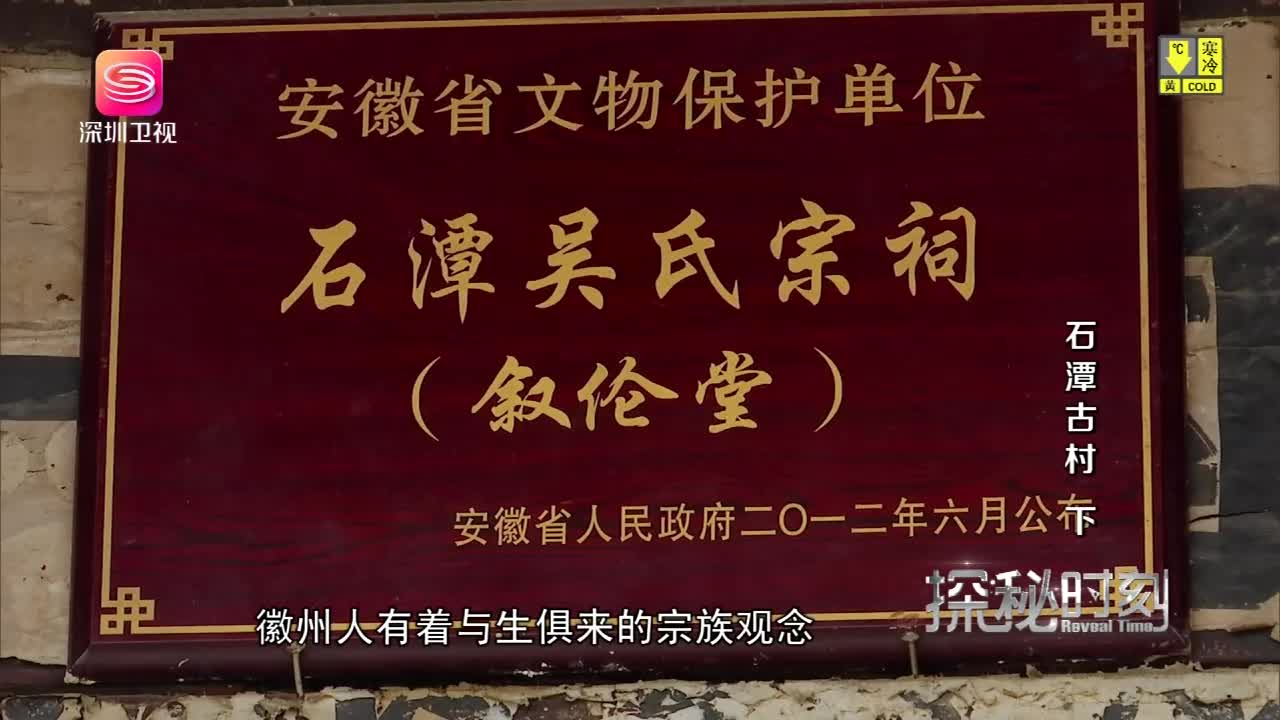 深圳卫视
℃
寒冷
黄
COLD
安徽省文物保护单位
石潭吴氏宗祠
（叙伦堂）
安徽省人民政府二〇一二年六月公布
石潭古村 下
探秘时刻
Reveal Time
徽州人有着与生俱来的宗族观念